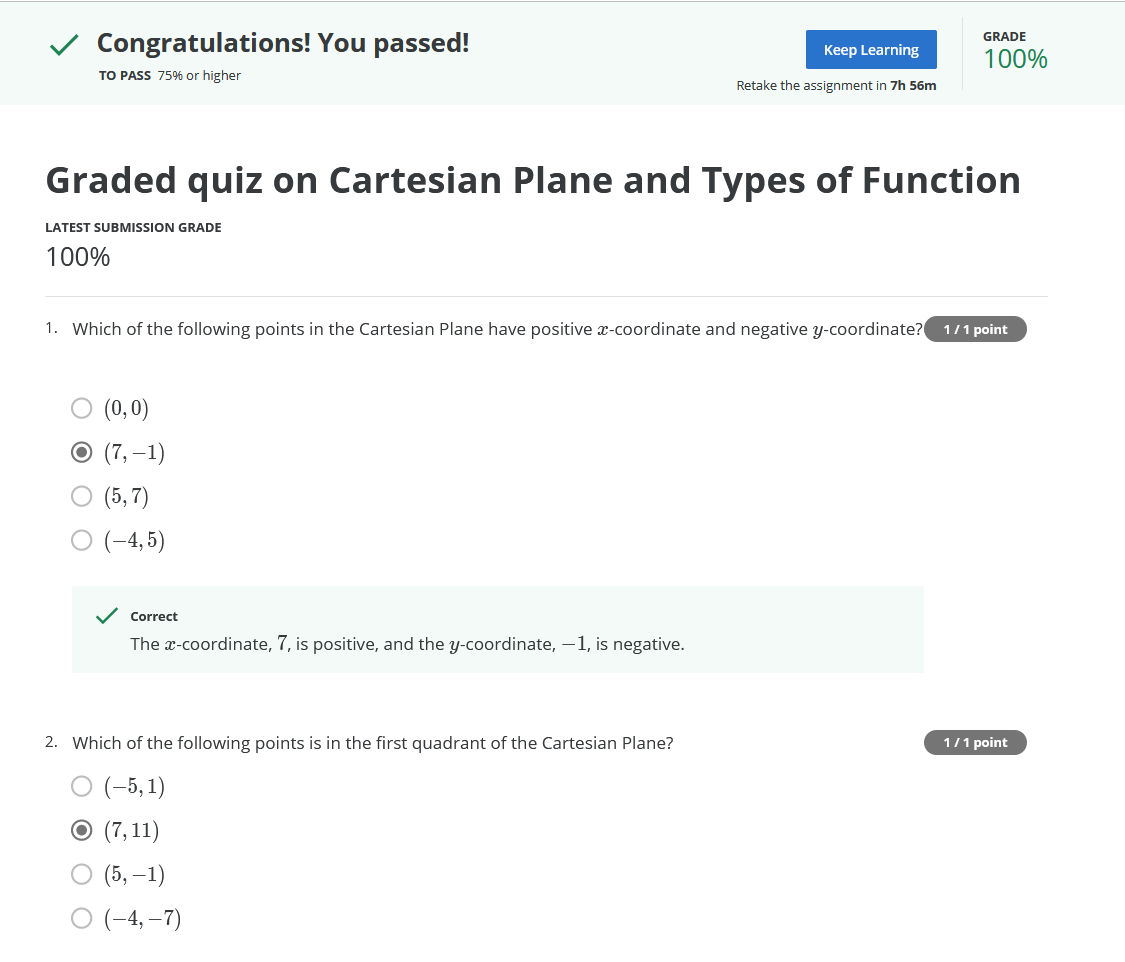 Congratulations! You passed!
TO PASS 75% or higher
Keep Learning
Retake the assignment in 7h 56m
GRADE
100%
Graded quiz on Cartesian Plane and Types of Function
LATEST SUBMISSION GRADE
100%
1. Which of the following points in the Cartesian Plane have positive x-coordinate and negative y-coordinate? 1 / 1 point
(0, 0)
(7, −1)
(5, 7)
(−4, 5)
Correct
The x-coordinate, 7, is positive, and the y-coordinate, −1, is negative.
2. Which of the following points is in the first quadrant of the Cartesian Plane? 1 / 1 point
(−5, 1)
(7, 11)
(5, −1)
(−4, −7)